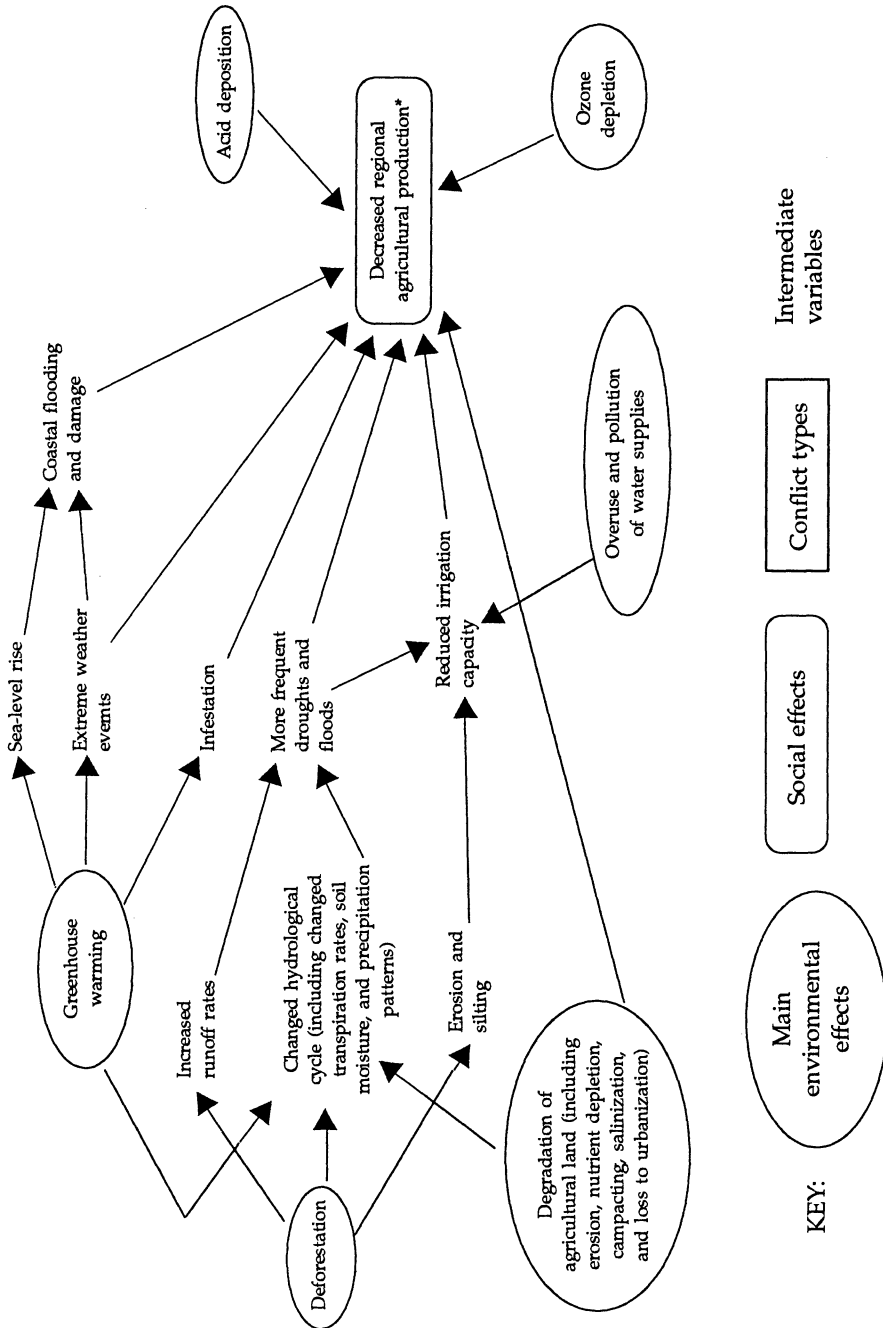 Greenhouse
warming
Sea-level rise
Extreme weather
evemts
Coastal flooding
and damage
Infestation
Increased
runoff rates
More frequent
droughts and
floods
Changed hydrological
cycle (including changed
transpiration rates, soil
moisture, and precipitation
patterns)
Deforestation
Erosion and
silting
Reduced irrigation
capacity
Degradation of
agricultural land (including
erosion, nutrient depletion,
campacting, salinization,
and loss to urbanization)
Overuse and pollution
of water supplies
Acid deposition
Decreased regional
agricultural production*
Ozone
depletion
KEY:
Main
environmental
effects
Social effects
Conflict types
Intermediate
variables